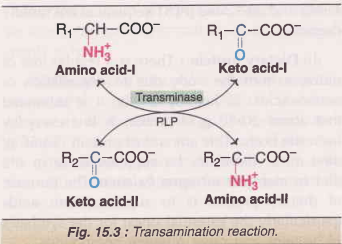 R1–CH–COO– R1–C–COO–
NH3+ O
Amino acid-I Keto acid-I
Transminase
PLP
R2–C–COO– R2–CH–COO–
O NH3+
Keto acid-II Amino acid-II
Fig. 15.3 : Transamination reaction.